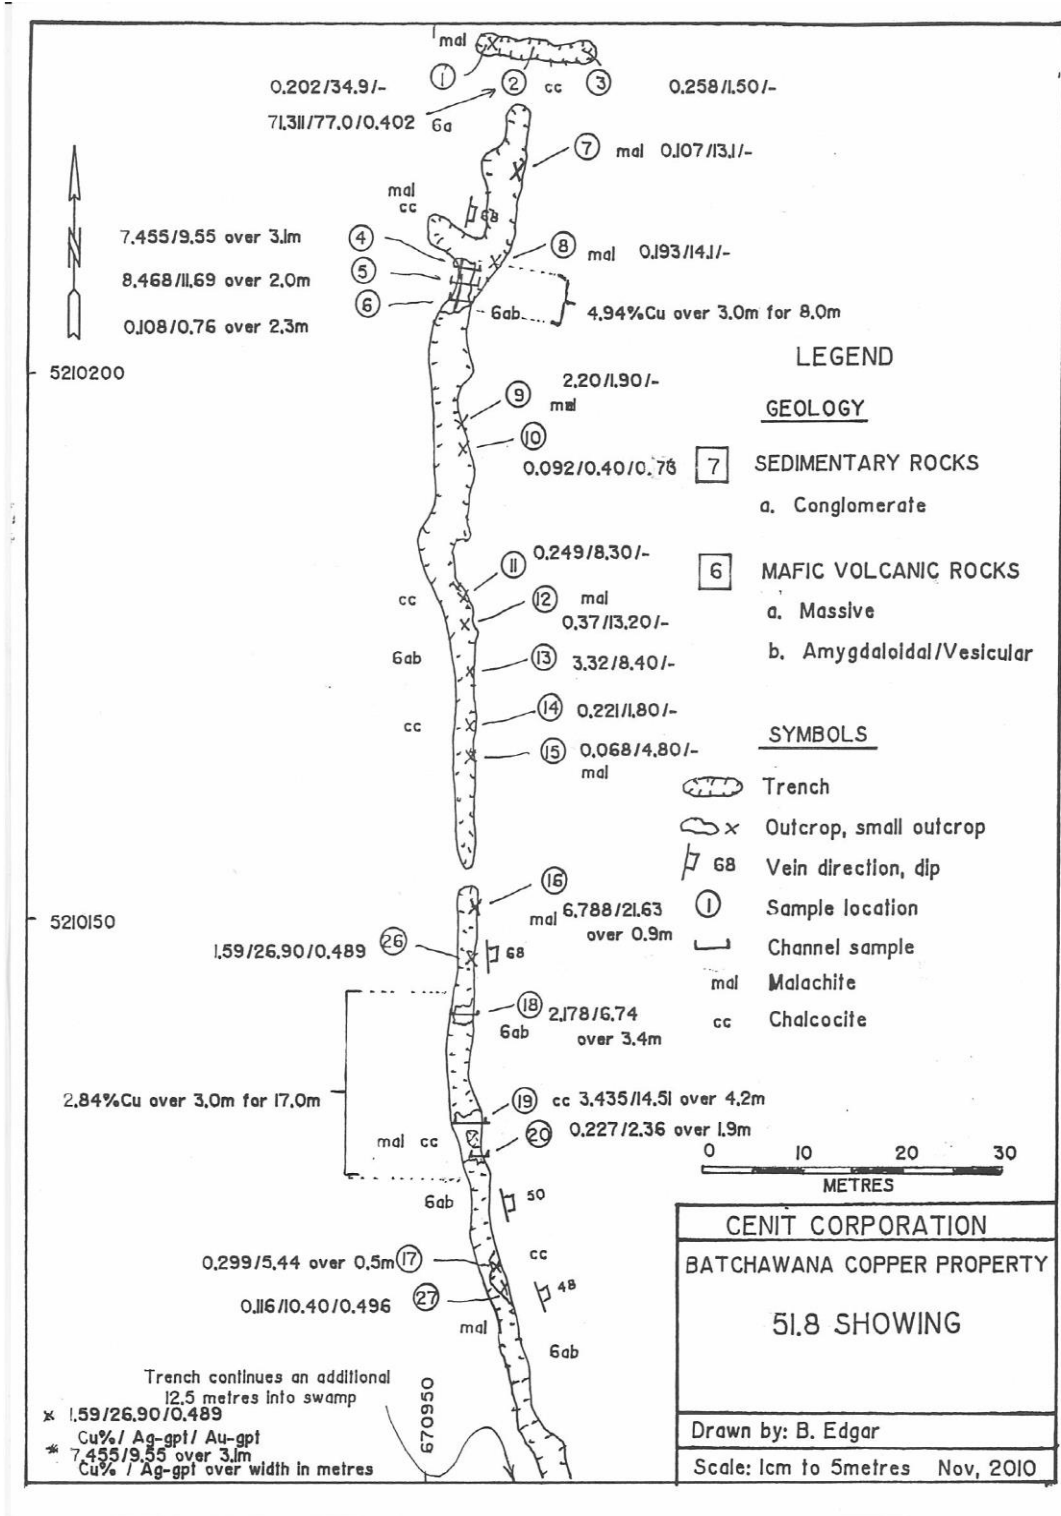 mal
1 2 3
0.202/34.9/- cc 0.258/1.50/-
71.311/77.0/0.402 6a
7 mal 0.107/13.1/-
mal
cc
68
7.455/9.55 over 3.1m 4
8 mal 0.193/14.1/-
8.468/11.69 over 2.0m 5
0.108/0.76 over 2.3m 6
6ab
4.94%Cu over 3.0m for 8.0m
N
5210200
2.20/1.90/-
9 mal
10
0.092/0.40/0.76
11 0.249/8.30/-
cc
12 mal
0.37/13.20/-
6ab
13 3.32/8.40/-
14 0.221/1.80/-
cc
15 0.068/4.80/-
mal
5210150
16
mal 6.788/21.63
over 0.9m
1.59/26.90/0.489 26
68
18 2.178/6.74
6ab over 3.4m
2.84%Cu over 3.0m for 17.0m
19 cc 3.435/14.51 over 4.2m
20 0.227/2.36 over 1.9m
mal cc
6ab
50
0.299/5.44 over 0.5m 17
cc
48
0.116/10.40/0.496 27
mal
6ab
Trench continues an additional
12.5 metres into swamp
670950
x 1.59/26.90/0.489
Cu%/ Ag-gpt/ Au-gpt
* 7.455/9.55 over 3.1m
Cu% / Ag-gpt over width in metres
LEGEND
GEOLOGY
7 SEDIMENTARY ROCKS
a. Conglomerate
6 MAFIC VOLCANIC ROCKS
a. Massive
b. Amygdaloidal/Vesicular
SYMBOLS
Trench
x Outcrop, small outcrop
68 Vein direction, dip
1 Sample location
Channel sample
mal Malachite
cc Chalcocite
0 10 20 30
METRES
CENIT CORPORATION
BATCHAWANA COPPER PROPERTY
51.8 SHOWING
Drawn by: B. Edgar
Scale: 1cm to 5metres Nov, 2010